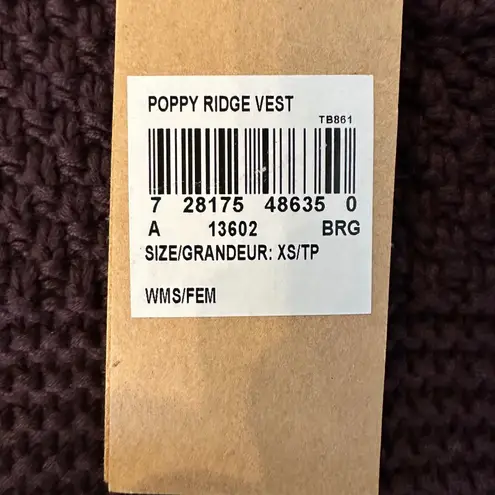 POPPY RIDGE VEST
TB861
7 28175 48635 0
A 13602 BRG
SIZE/GRANDEUR: XS/TP
WMS/FEM